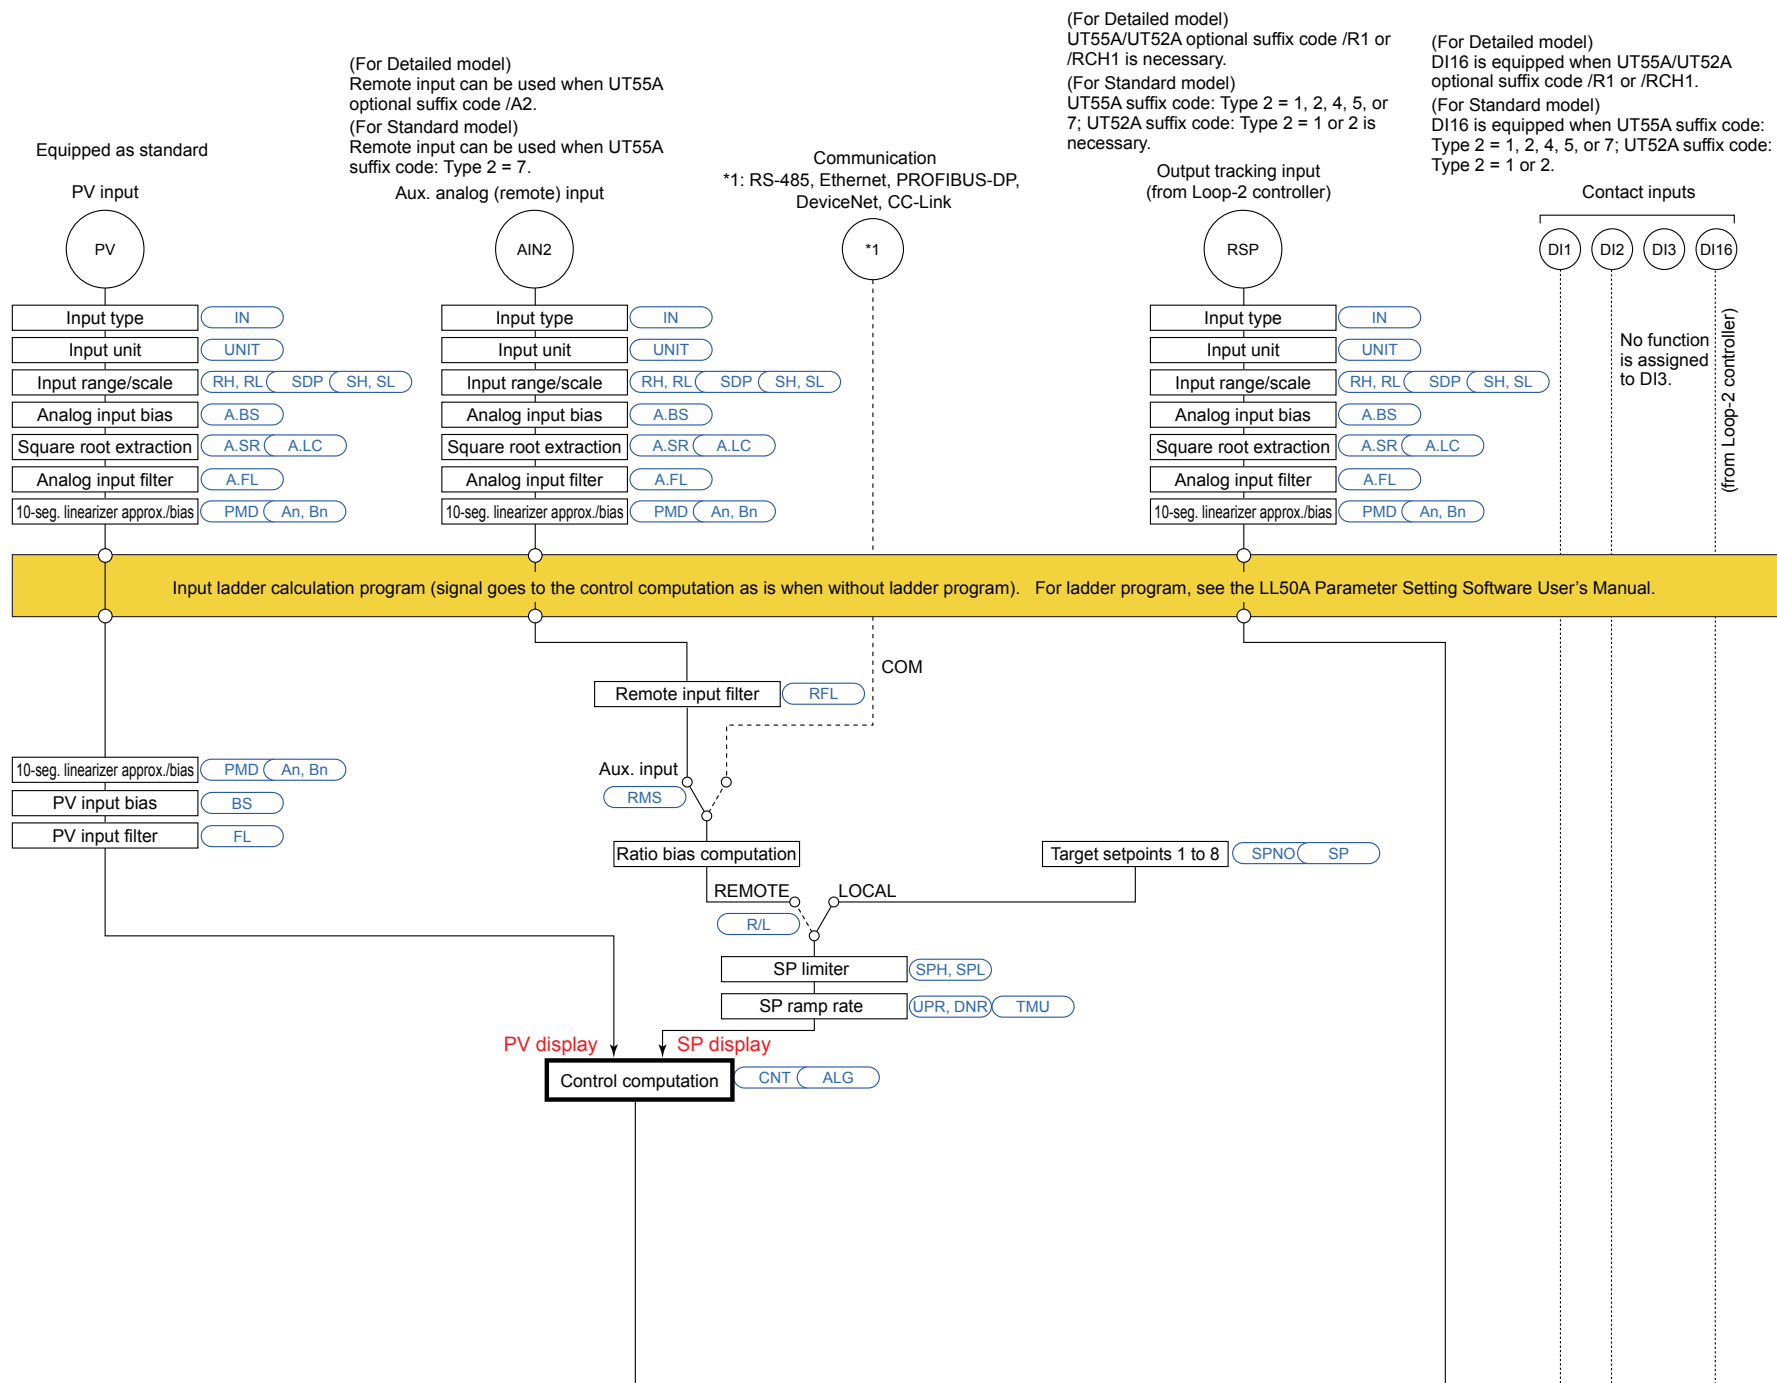 Equipped as standard
PV input
PV
(For Detailed model)
Remote input can be used when UT55A
optional suffix code /A2.
(For Standard model)
Remote input can be used when UT55A
suffix code: Type 2 = 7.
Aux. analog (remote) input
AIN2
Communication
*1: RS-485, Ethernet, PROFIBUS-DP,
DeviceNet, CC-Link
*1
(For Detailed model)
UT55A/UT52A optional suffix code /R1 or
/RCH1 is necessary.
(For Standard model)
UT55A suffix code: Type 2 = 1, 2, 4, 5, or
7; UT52A suffix code: Type 2 = 1 or 2 is
necessary.
Output tracking input
(from Loop-2 controller)
RSP
(For Detailed model)
DI16 is equipped when UT55A/UT52A
optional suffix code /R1 or /RCH1.
(For Standard model)
DI16 is equipped when UT55A suffix code:
Type 2 = 1, 2, 4, 5, or 7; UT52A suffix code:
Type 2 = 1 or 2.
Contact inputs
DI1 DI2 DI3 DI16
Input type IN
Input unit UNIT
Input range/scale RH, RL SDP SH, SL
Analog input bias A.BS
Square root extraction A.SR A.LC
Analog input filter A.FL
10-seg. linearizer approx./bias PMD An, Bn
Input type IN
Input unit UNIT
Input range/scale RH, RL SDP SH, SL
Analog input bias A.BS
Square root extraction A.SR A.LC
Analog input filter A.FL
10-seg. linearizer approx./bias PMD An, Bn
Input type IN
Input unit UNIT
Input range/scale RH, RL SDP SH, SL
Analog input bias A.BS
Square root extraction A.SR A.LC
Analog input filter A.FL
10-seg. linearizer approx./bias PMD An, Bn
No function
is assigned
to DI3.
(from Loop-2 controller)
Input ladder calculation program (signal goes to the control computation as is when without ladder program). For ladder program, see the LL50A Parameter Setting Software User's Manual.
COM
Remote input filter RFL
10-seg. linearizer approx./bias PMD An, Bn
PV input bias BS
PV input filter FL
Aux. input
RMS
Ratio bias computation
Target setpoints 1 to 8 SPNO SP
REMOTE LOCAL
R/L
SP limiter SPH, SPL
SP ramp rate UPR, DNR TMU
PV display SP display
Control computation CNT ALG